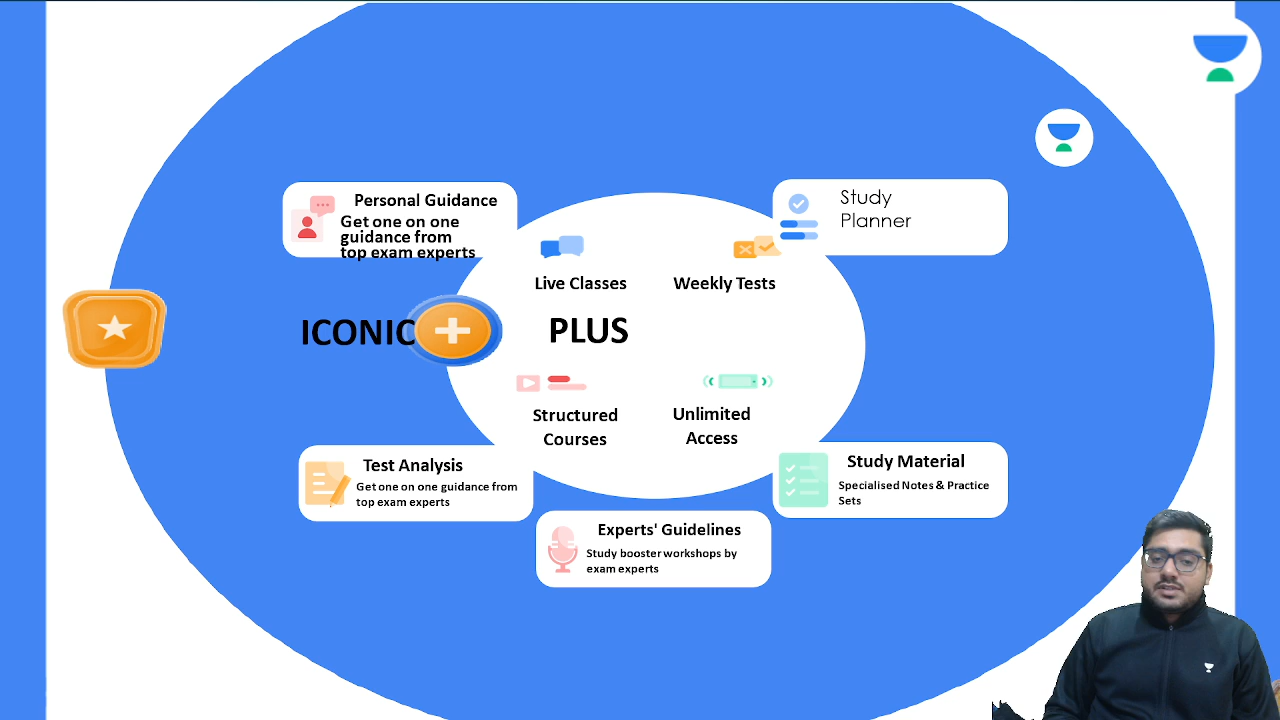 Personal Guidance
Get one on one
guidance from
top exam experts
Study
Planner
Live Classes
Weekly Tests
ICONIC
PLUS
Structured
Courses
Unlimited
Access
Test Analysis
Get one on one guidance from
top exam experts
Study Material
Specialised Notes & Practice
Sets
Experts' Guidelines
Study booster workshops by
exam experts